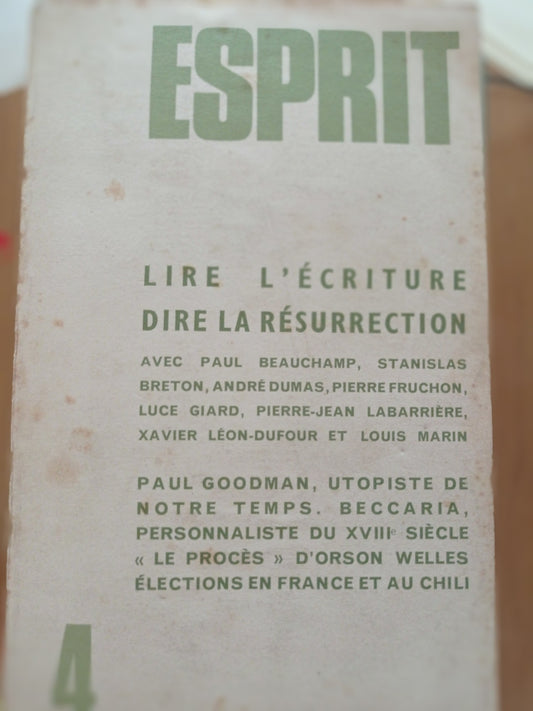 ESPRIT
LIRE L'ÉCRITURE
DIRE LA RÉSURRECTION
AVEC PAUL BEAUCHAMP, STANISLAS
BRETON, ANDRÉ DUMAS, PIERRE FRUCHON,
LUCE GIARD, PIERRE-JEAN LABARRIÈRE,
XAVIER LÉON-DUFOUR ET LOUIS MARIN
PAUL GOODMAN, UTOPISTE DE
NOTRE TEMPS. BECCARIA,
PERSONNALISTE DU XVIIIe SIÈCLE
« LE PROCÈS » D'ORSON WELLES
ÉLECTIONS EN FRANCE ET AU CHILI
4